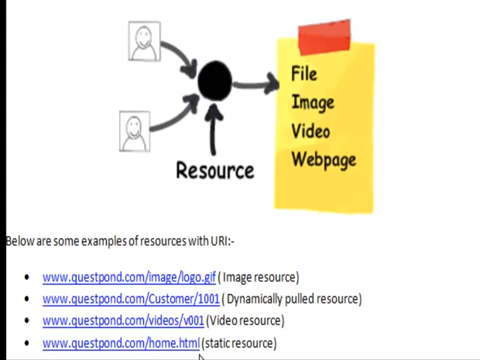 File
Image
Video
Webpage
Resource
Below are some examples of resources with URI:-
• www.questpond.com/image/logo.gif ( Image resource)
• www.questpond.com/Customer/1001 ( Dynamically pulled resource)
• www.questpond.com/videos/v001 (Video resource)
• www.questpond.com/home.html (static resource)